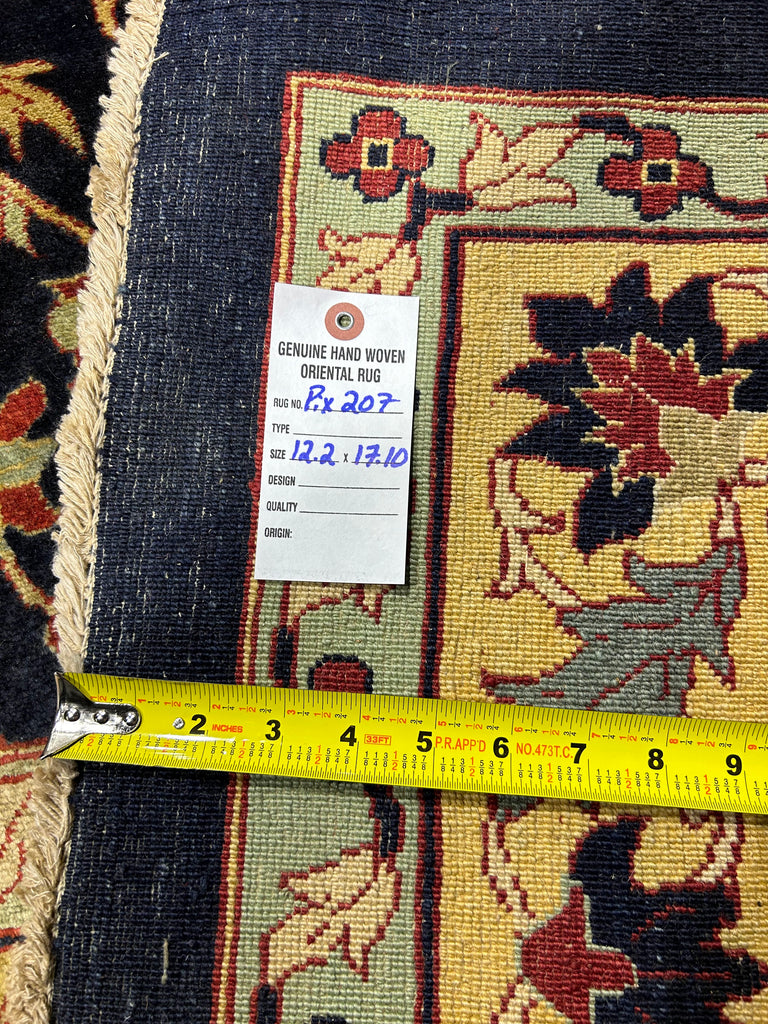 GENUINE HAND WOVEN
ORIENTAL RUG
RUG NO. P.x 207
TYPE
SIZE 12.2 x 17.10
DESIGN
QUALITY
ORIGIN:
2 INCHES 3 4 33FT 5 P.R.APP'D 6 NO.473T.C. 7 8 9